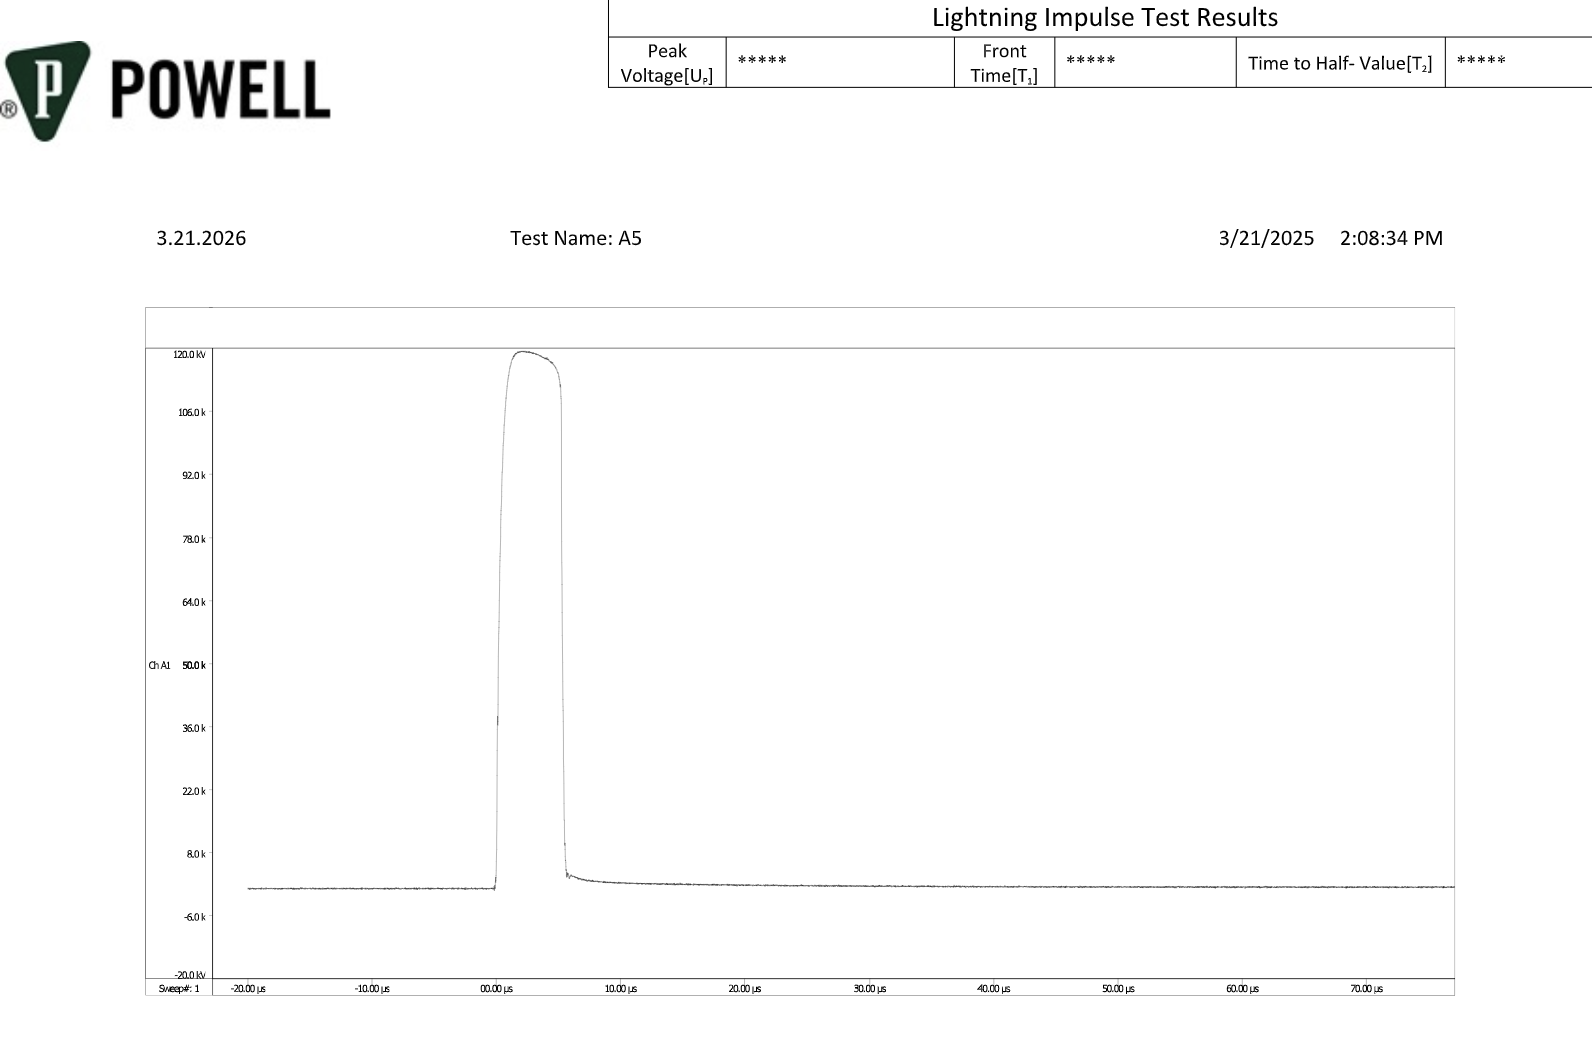 Lightning Impulse Test Results
Peak Voltage[Uₚ] ***** Front Time[T₁] ***** Time to Half- Value[T₂] *****
P POWELL
®
3.21.2026 Test Name: A5 3/21/2025 2:08:34 PM
120.0 kV
106.0 k
92.0 k
78.0 k
64.0 k
Ch A1 50.0 k
36.0 k
22.0 k
8.0 k
-6.0 k
-20.0 kV
Sweep#: 1 -20.00 µs -10.00 µs 00.00 µs 10.00 µs 20.00 µs 30.00 µs 40.00 µs 50.00 µs 60.00 µs 70.00 µs